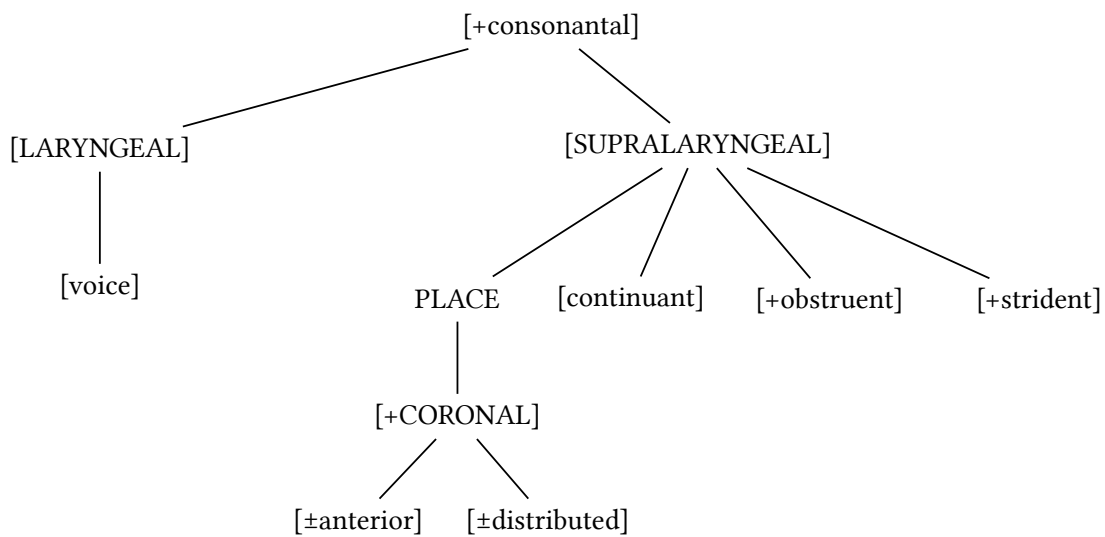 [+consonantal]
[LARYNGEAL] [SUPRALARYNGEAL]
[voice] PLACE [continuant] [+obstruent] [+strident]
[+CORONAL]
[±anterior] [±distributed]